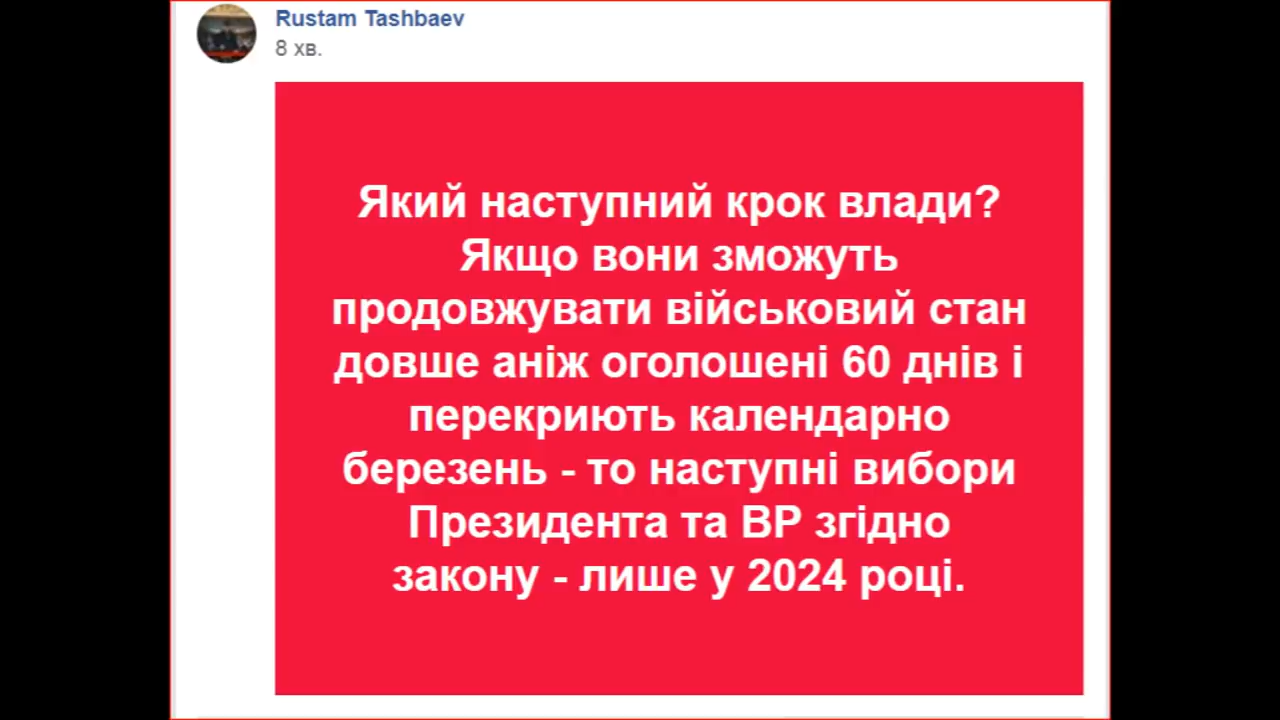 Rustam Tashbaev
8 хв.
Який наступний крок влади?
Якщо вони зможуть
продовжувати військовий стан
довше аніж оголошені 60 днів і
перекриють календарно
березень - то наступні вибори
Президента та ВР згідно
закону - лише у 2024 році.